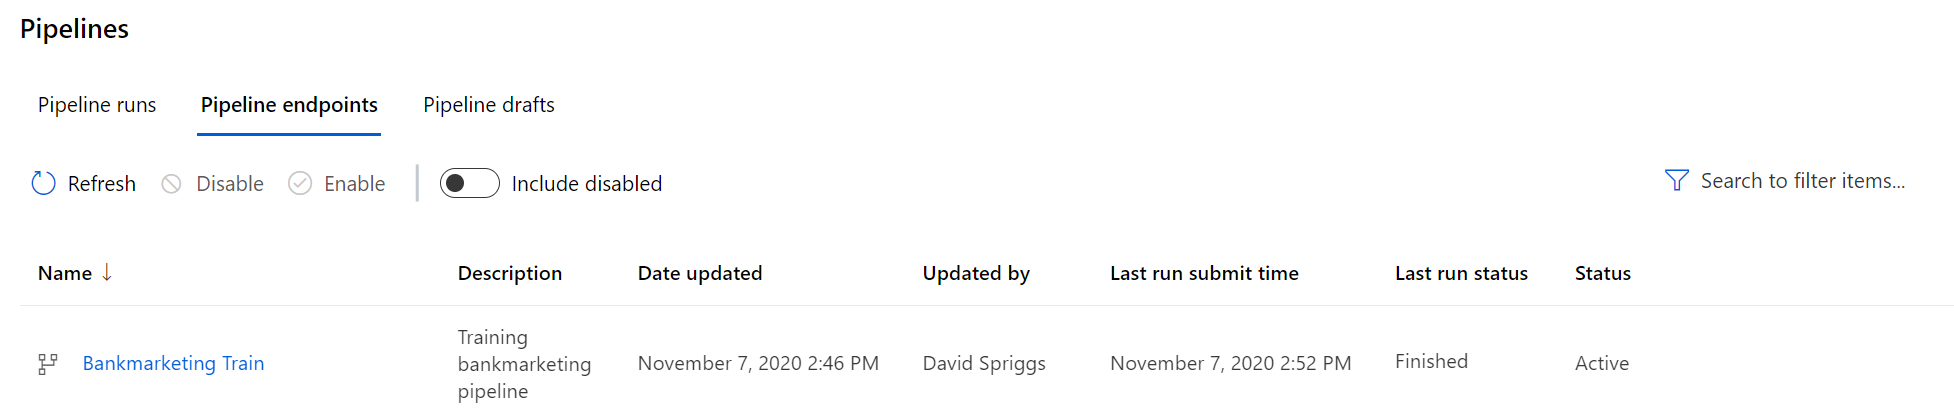 Pipelines
Pipeline runs Pipeline endpoints Pipeline drafts
Refresh Disable Enable Include disabled Search to filter items...
Name ↓ Description Date updated Updated by Last run submit time Last run status Status
Bankmarketing Train Training bankmarketing pipeline November 7, 2020 2:46 PM David Spriggs November 7, 2020 2:52 PM Finished Active